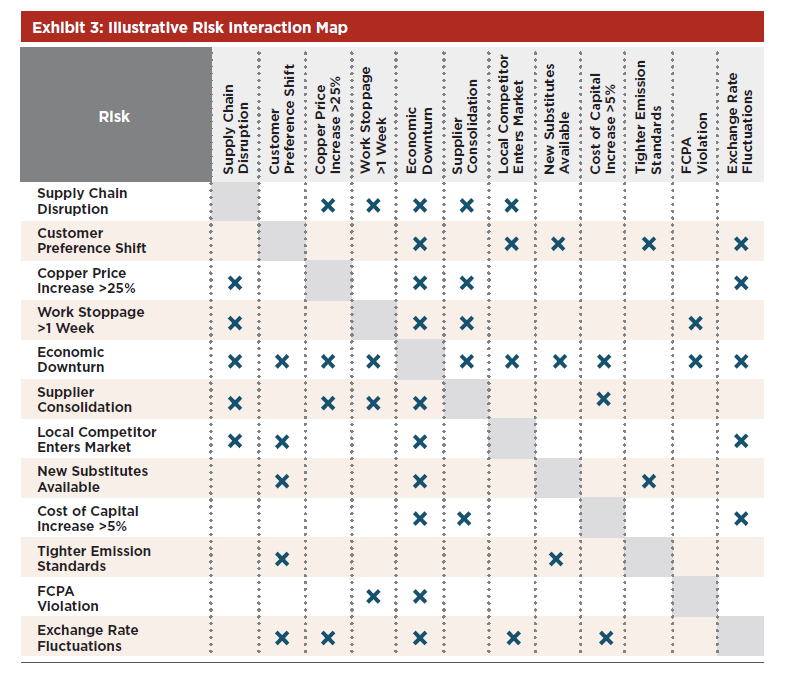 Exhibit 3: Illustrative Risk Interaction Map
Risk
Supply Chain
Disruption
Customer
Preference Shift
Copper Price
Increase >25%
Work Stoppage
>1 Week
Economic
Downturn
Supplier
Consolidation
Local Competitor
Enters Market
New Substitutes
Available
Cost of Capital
Increase >5%
Tighter Emission
Standards
FCPA
Violation
Exchange Rate
Fluctuations
Supply Chain
Disruption
Customer
Preference Shift
Copper Price
Increase >25%
Work Stoppage
>1 Week
Economic
Downturn
Supplier
Consolidation
Local Competitor
Enters Market
New Substitutes
Available
Cost of Capital
Increase >5%
Tighter Emission
Standards
FCPA
Violation
Exchange Rate
Fluctuations